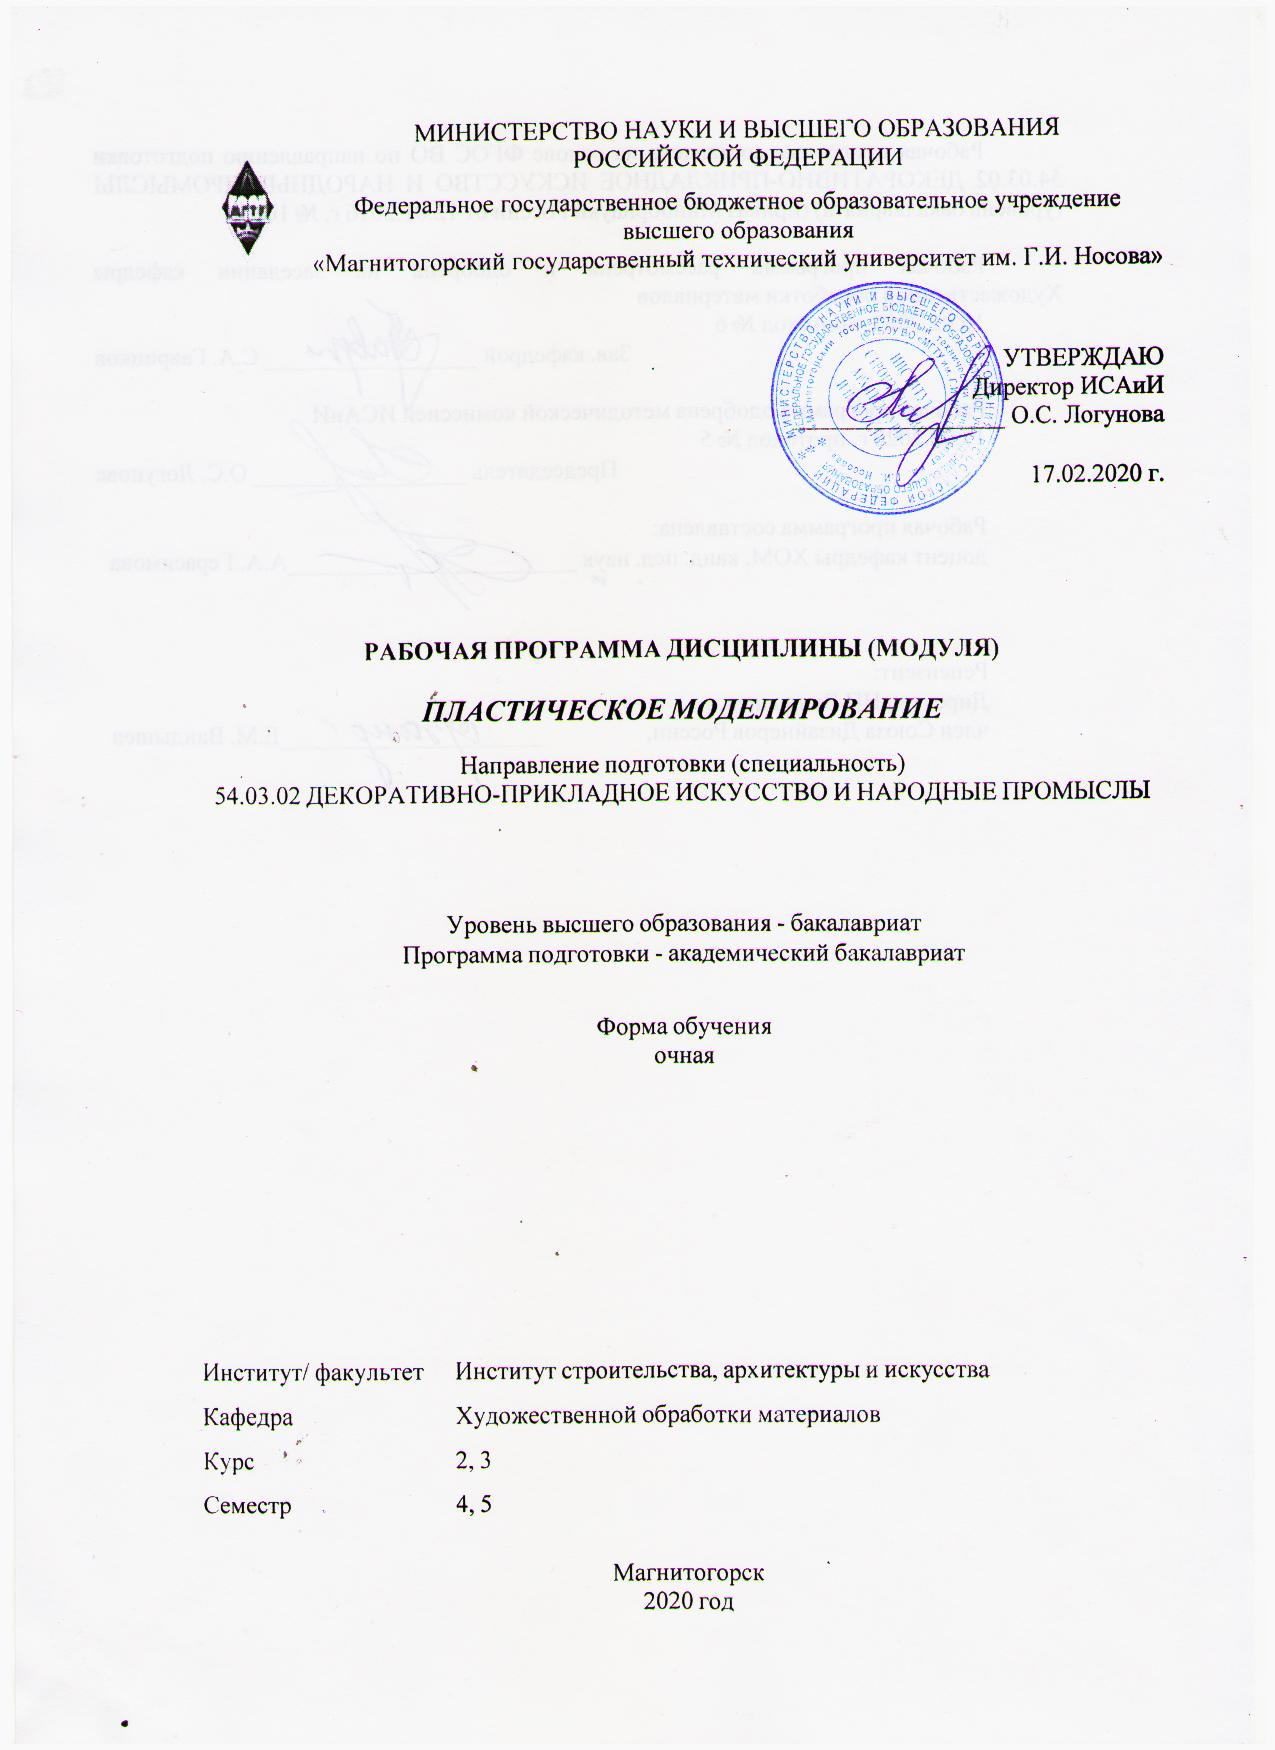 МИНИСТЕРСТВО НАУКИ И ВЫСШЕГО ОБРАЗОВАНИЯ
РОССИЙСКОЙ ФЕДЕРАЦИИ
Федеральное государственное бюджетное образовательное учреждение
высшего образования
«Магнитогорский государственный технический университет им. Г.И. Носова»
УТВЕРЖДАЮ
Директор ИСАиИ
О.С. Логунова
17.02.2020 г.
РАБОЧАЯ ПРОГРАММА ДИСЦИПЛИНЫ (МОДУЛЯ)
ПЛАСТИЧЕСКОЕ МОДЕЛИРОВАНИЕ
Направление подготовки (специальность)
54.03.02 ДЕКОРАТИВНО-ПРИКЛАДНОЕ ИСКУССТВО И НАРОДНЫЕ ПРОМЫСЛЫ
Уровень высшего образования - бакалавриат
Программа подготовки - академический бакалавриат
Форма обучения
очная
Институт/ факультет Институт строительства, архитектуры и искусства
Кафедра Художественной обработки материалов
Курс 2, 3
Семестр 4, 5
Магнитогорск
2020 год